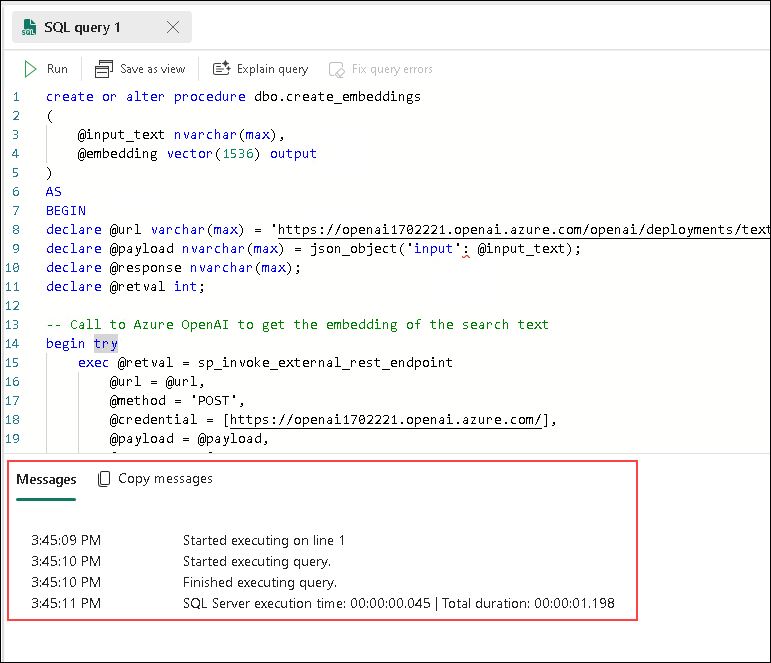 SQL query 1
Run Save as view Explain query Fix query errors
1 create or alter procedure dbo.create_embeddings
2 (
3 @input_text nvarchar(max),
4 @embedding vector(1536) output
5 )
6 AS
7 BEGIN
8 declare @url varchar(max) = 'https://openai1702221.openai.azure.com/openai/deployments/text
9 declare @payload nvarchar(max) = json_object('input': @input_text);
10 declare @response nvarchar(max);
11 declare @retval int;
12
13 -- Call to Azure OpenAI to get the embedding of the search text
14 begin try
15 exec @retval = sp_invoke_external_rest_endpoint
16 @url = @url,
17 @method = 'POST',
18 @credential = [https://openai1702221.openai.azure.com/],
19 @payload = @payload,
Messages Copy messages
3:45:09 PM Started executing on line 1
3:45:10 PM Started executing query.
3:45:10 PM Finished executing query.
3:45:11 PM SQL Server execution time: 00:00:00.045 | Total duration: 00:00:01.198